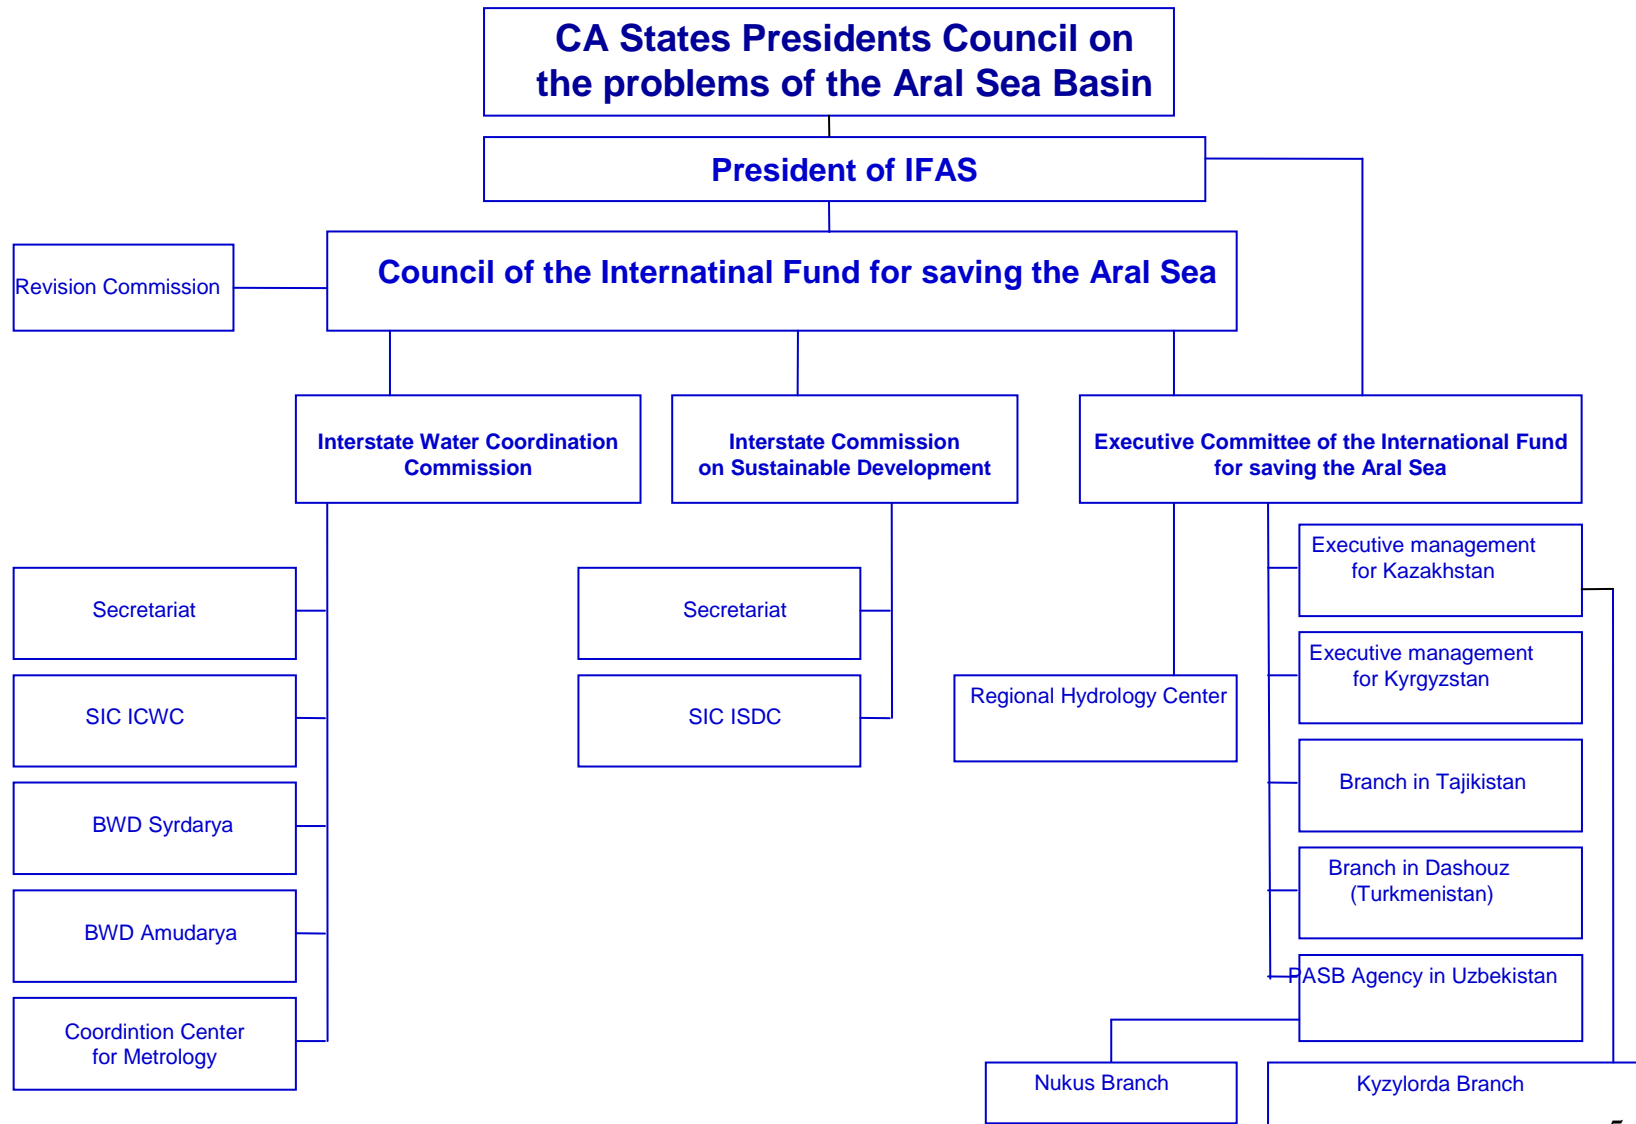 CA States Presidents Council on
the problems of the Aral Sea Basin
President of IFAS
Revision Commission
Council of the Internatinal Fund for saving the Aral Sea
Interstate Water Coordination
Commission
Interstate Commission
on Sustainable Development
Executive Committee of the International Fund
for saving the Aral Sea
Secretariat
SIC ICWC
BWD Syrdarya
BWD Amudarya
Coordintion Center
for Metrology
Secretariat
SIC ISDC
Regional Hydrology Center
Executive management
for Kazakhstan
Executive management
for Kyrgyzstan
Branch in Tajikistan
Branch in Dashouz
(Turkmenistan)
PASB Agency in Uzbekistan
Nukus Branch
Kyzylorda Branch